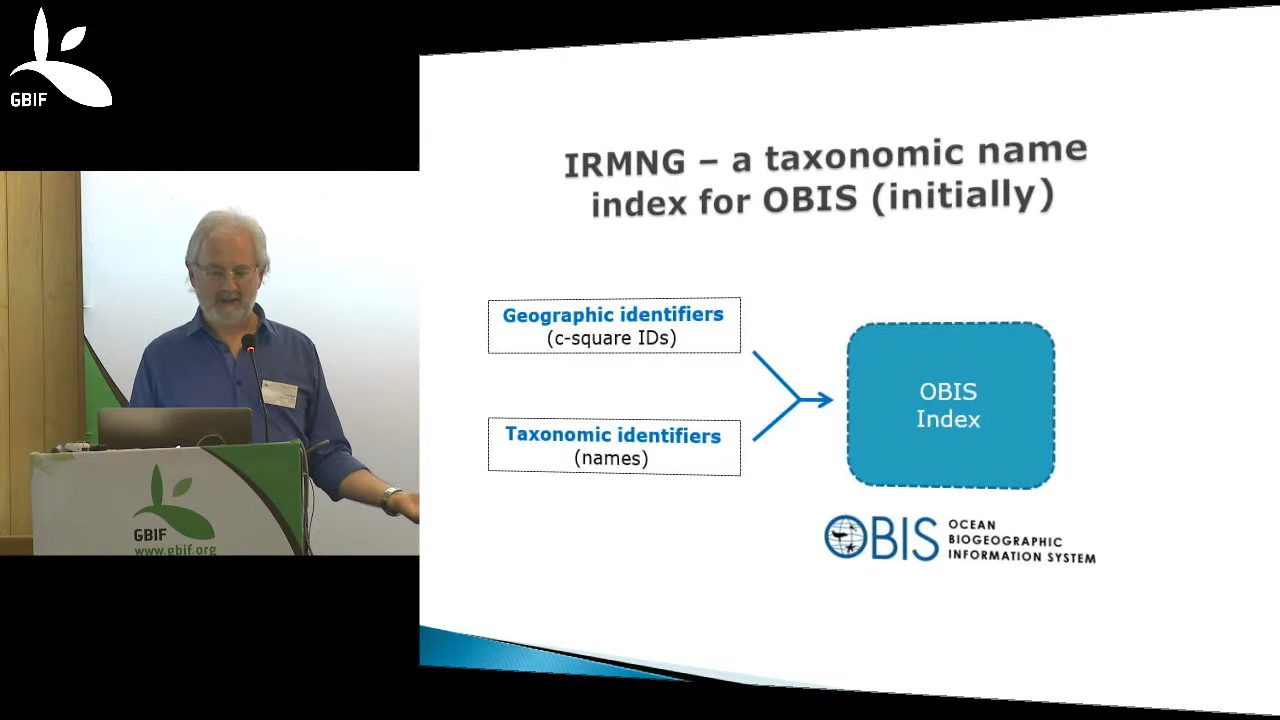 GBIF
IRMNG – a taxonomic name
index for OBIS (initially)
Geographic identifiers
(c-square IDs)
Taxonomic identifiers
(names)
OBIS
Index
OBIS
OCEAN
BIOGEOGRAPHIC
INFORMATION SYSTEM
GBIF
www.gbif.org